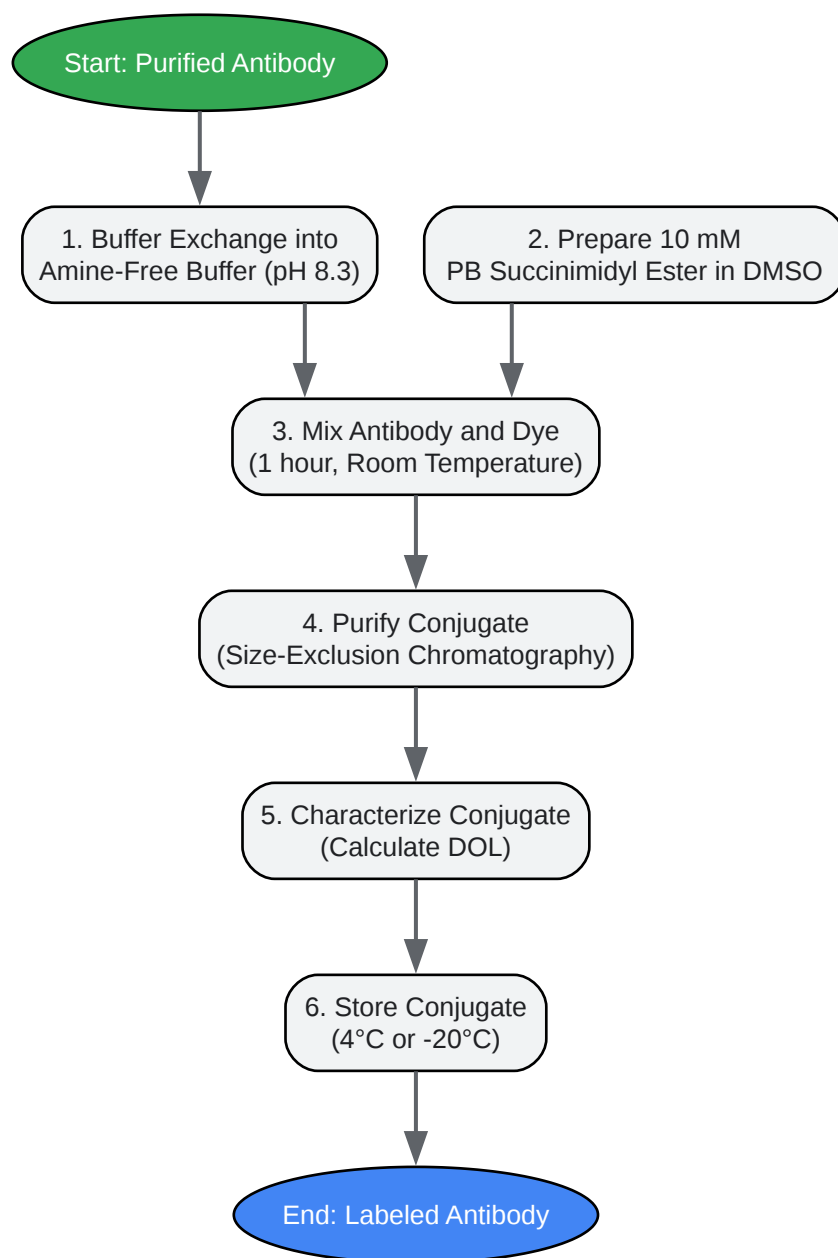 Start: Purified Antibody
1. Buffer Exchange into
Amine-Free Buffer (pH 8.3)
2. Prepare 10 mM
PB Succinimidyl Ester in DMSO
3. Mix Antibody and Dye
(1 hour, Room Temperature)
4. Purify Conjugate
(Size-Exclusion Chromatography)
5. Characterize Conjugate
(Calculate DOL)
6. Store Conjugate
(4°C or -20°C)
End: Labeled Antibody